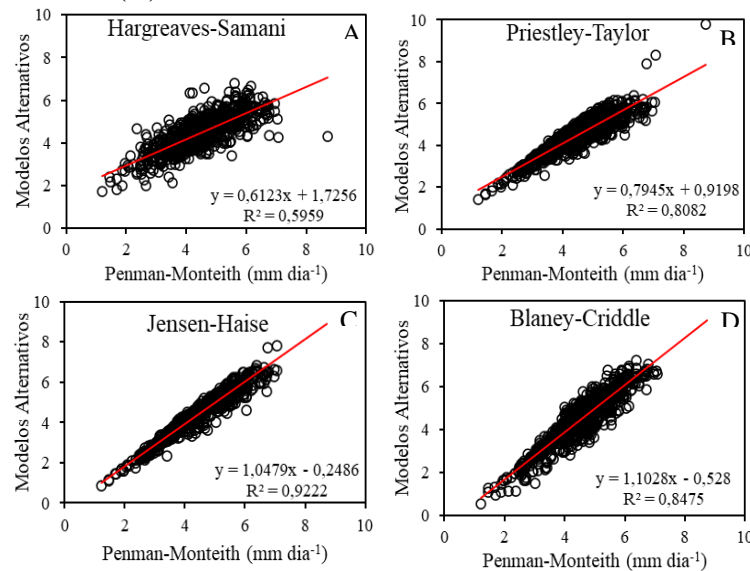 Hargreaves-Samani
A
Modelos Alternativos
10
8
6
4
2
0
y = 0,6123x + 1,7256
R² = 0,5959
0 2 4 6 8 10
Penman-Monteith (mm dia⁻¹)
Priestley-Taylor
B
Modelos Alternativos
10
8
6
4
2
0
y = 0,7945x + 0,9198
R² = 0,8082
0 2 4 6 8 10
Penman-Monteith (mm dia⁻¹)
Jensen-Haise
C
Modelos Alternativos
10
8
6
4
2
0
y = 1,0479x - 0,2486
R² = 0,9222
0 2 4 6 8 10
Penman-Monteith (mm dia⁻¹)
Blaney-Criddle
D
Modelos Alternativos
10
8
6
4
2
0
y = 1,1028x - 0,528
R² = 0,8475
0 2 4 6 8 10
Penman-Monteith (mm dia⁻¹)